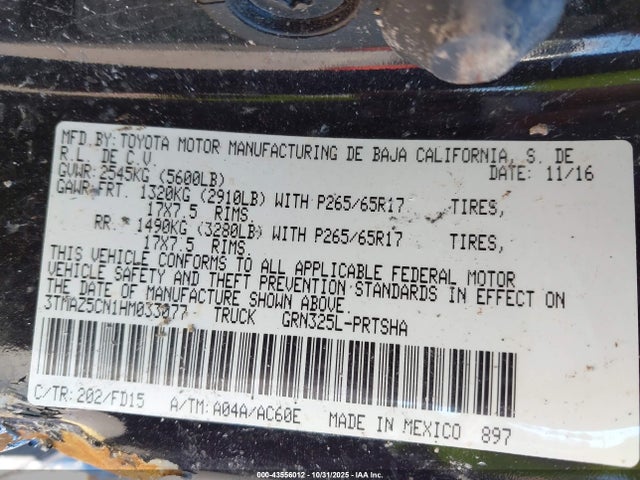 MFD.BY:TOYOTA MOTOR MANUFACTURING DE BAJA CALIFORNIA, S. DE
R.L. DE C.V.
DATE: 11/16
GVWR:2545KG (5600LB)
GAWR FRT. 1320KG (2910LB) WITH P265/65R17 TIRES,
17X7.5 RIMS,
RR. 1490KG (3280LB) WITH P265/65R17 TIRES,
17X7.5 RIMS,
THIS VEHICLE CONFORMS TO ALL APPLICABLE FEDERAL MOTOR
VEHICLE SAFETY AND THEFT PREVENTION STANDARDS IN EFFECT ON
THE DATE OF MANUFACTURE SHOWN ABOVE.
3TMAZ5CN1HM033077 TRUCK GRN325L-PRTSHA
C/TR:202/FD15 A/TM:A04A/AC60E MADE IN MEXICO 897
000-43556012 - 10/31/2025 - IAA Inc.